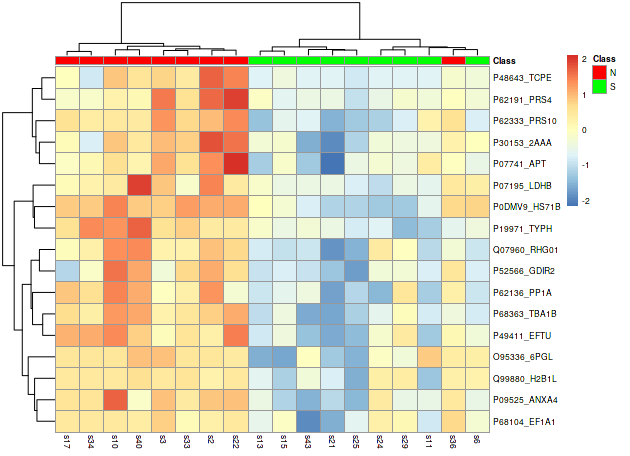 Class
P48643_TCPE
P62191_PRS4
P62333_PRS10
P30153_2AAA
P07741_APT
P07195_LDHB
P0DMV9_HS71B
P19971_TYPH
Q07960_RHG01
P52566_GDIR2
P62136_PP1A
P68363_TBA1B
P49411_EFTU
O95336_6PGL
Q99880_H2B1L
P09525_ANXA4
P68104_EF1A1
s17 s34 s10 s40 s3 s33 s2 s22 s13 s15 s43 s21 s25 s24 s29 s11 s36 s6
2
1
0
-1
-2
Class
N
S